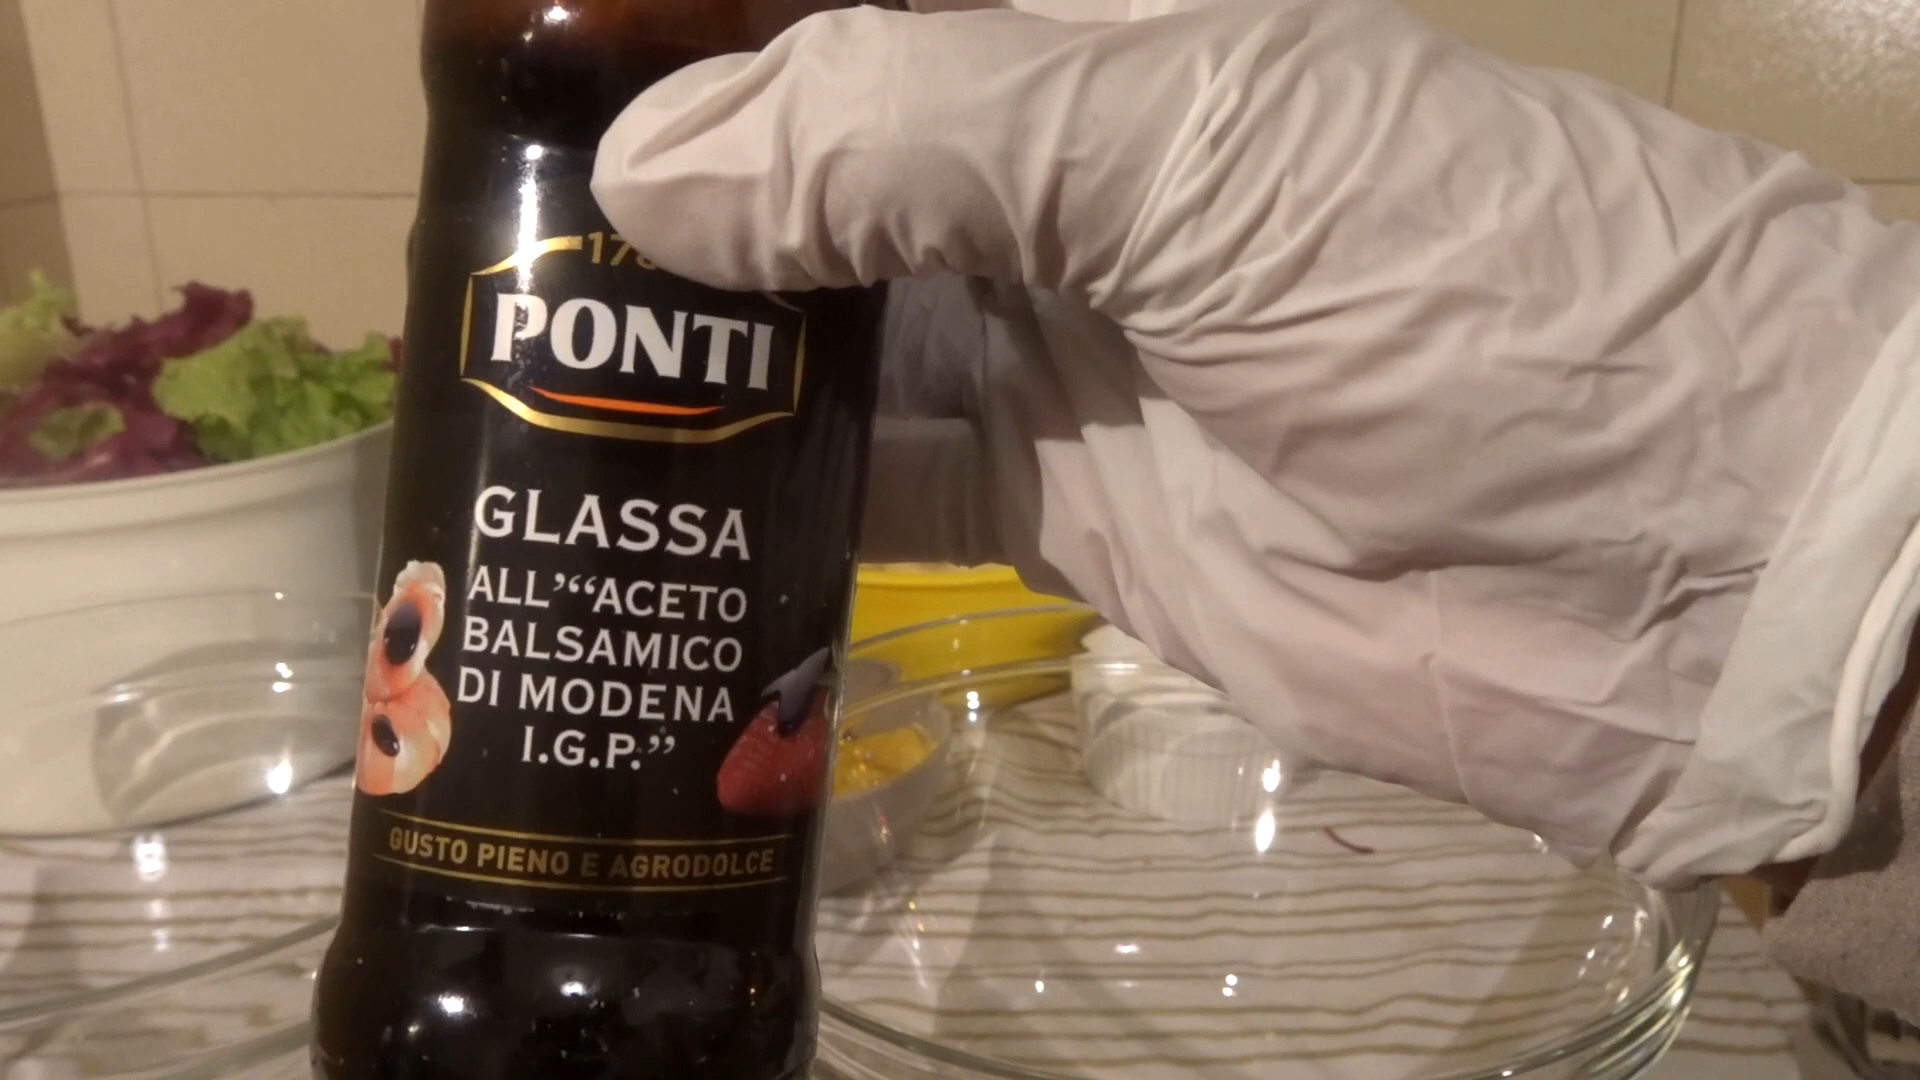 PONTI
GLASSA
ALL'“ACETO
BALSAMICO
DI MODENA
I.G.P.”
GUSTO PIENO E AGRODOLCE